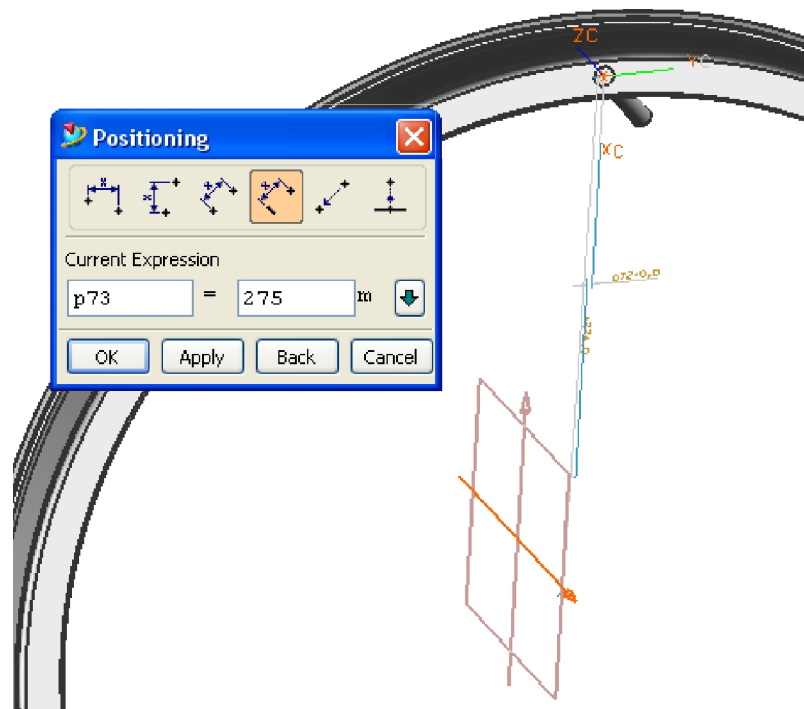 ZC
YC
Positioning
XC
Current Expression
p73 = 275 m
OK Apply Back Cancel